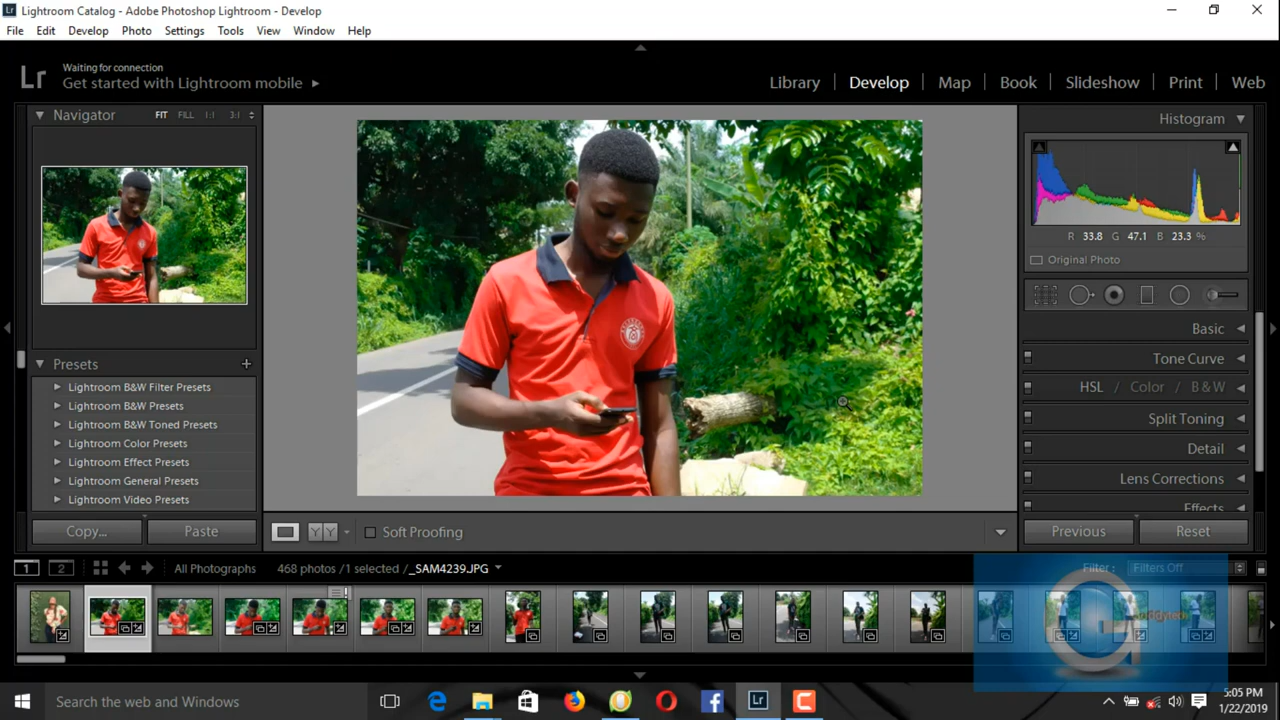 Lightroom Catalog - Adobe Photoshop Lightroom - Develop
File Edit Develop Photo Settings Tools View Window Help
Lr
Waiting for connection
Get started with Lightroom mobile
Library Develop Map Book Slideshow Print Web
Navigator FIT FILL 1:1 3:1
Histogram
R 33.8 G 47.1 B 23.3 %
Original Photo
Basic
Tone Curve
HSL / Color / B&W
Split Toning
Detail
Lens Corrections
Effects
Presets
Lightroom B&W Filter Presets
Lightroom B&W Presets
Lightroom B&W Toned Presets
Lightroom Color Presets
Lightroom Effect Presets
Lightroom General Presets
Lightroom Video Presets
Copy... Paste
YY Soft Proofing
Previous Reset
1 2 All Photographs 468 photos /1 selected /_SAM4239.JPG
Filter : Filters Off
Search the web and Windows
Lr
5:05 PM
1/22/2019